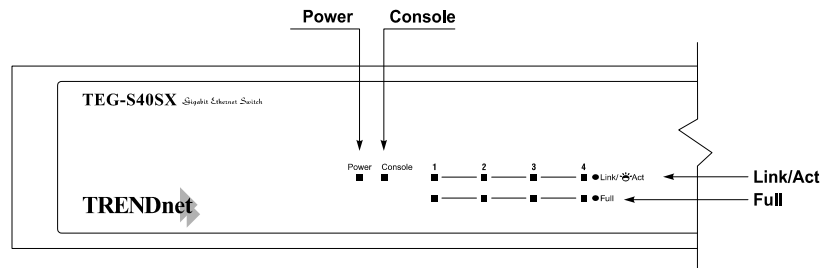 Power Console
TEG-S40SX Gigabit Ethernet Switch
Power Console 1 2 3 4 Link/ Act
Link/Act
Full
Full
TRENDnet